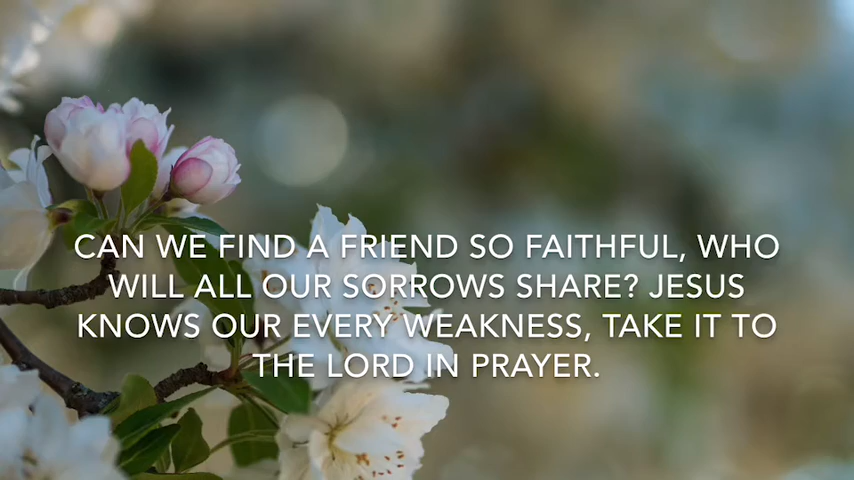 CAN WE FIND A FRIEND SO FAITHFUL, WHO
WILL ALL OUR SORROWS SHARE? JESUS
KNOWS OUR EVERY WEAKNESS, TAKE IT TO
THE LORD IN PRAYER.